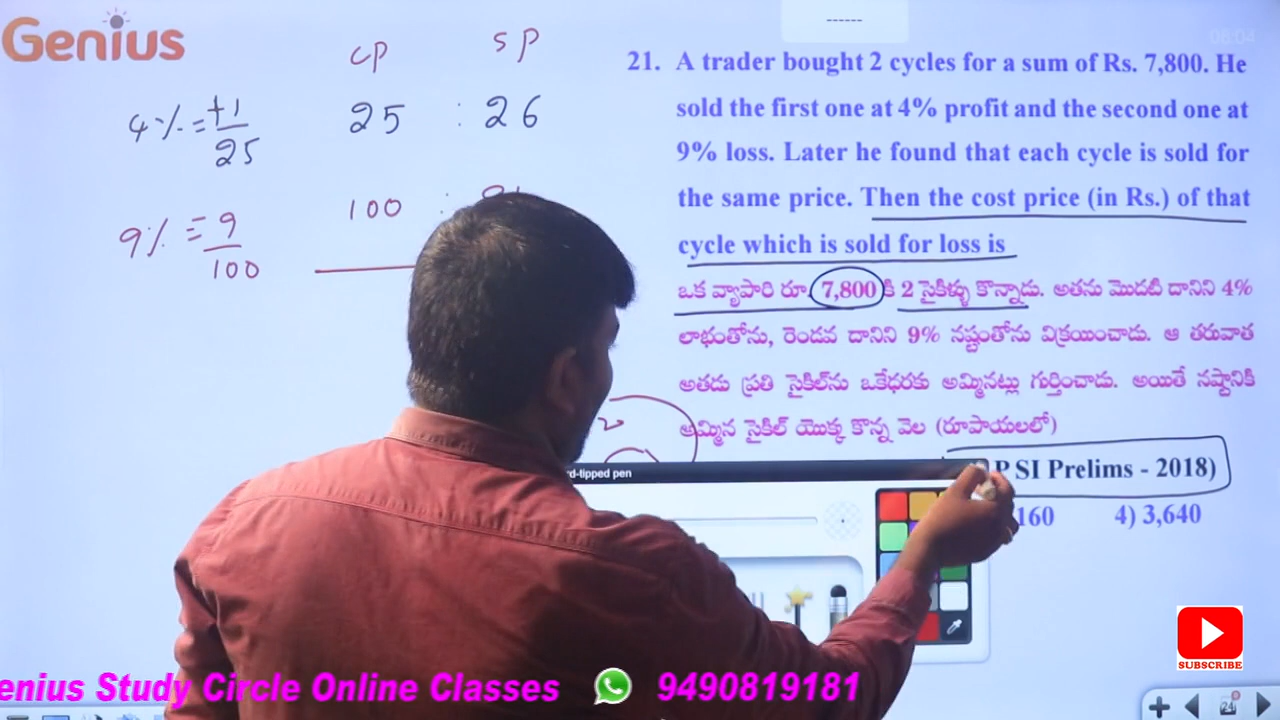 Genius
------
06:04
CP SP
4% = +1/25 25 : 26
9% = 9/100 100 :
21. A trader bought 2 cycles for a sum of Rs. 7,800. He
sold the first one at 4% profit and the second one at
9% loss. Later he found that each cycle is sold for
the same price. Then the cost price (in Rs.) of that
cycle which is sold for loss is
ఒక వ్యాపారి రూ. 7,800 కి 2 సైకిళ్ళు కొన్నాడు. అతను మొదటి దానిని 4%
లాభంతోను, రెండవ దానిని 9% నష్టంతోను విక్రయించాడు. ఆ తరువాత
అతడు ప్రతి సైకిల్‌ను ఒకేధరకు అమ్మినట్లు గుర్తించాడు. అయితే నష్టానికి
అమ్మిన సైకిల్ యొక్క కొన్న వెల (రూపాయలలో)
P SI Prelims - 2018)
160 4) 3,640
d-tipped pen
SUBSCRIBE
enius Study Circle Online Classes 9490819181
24